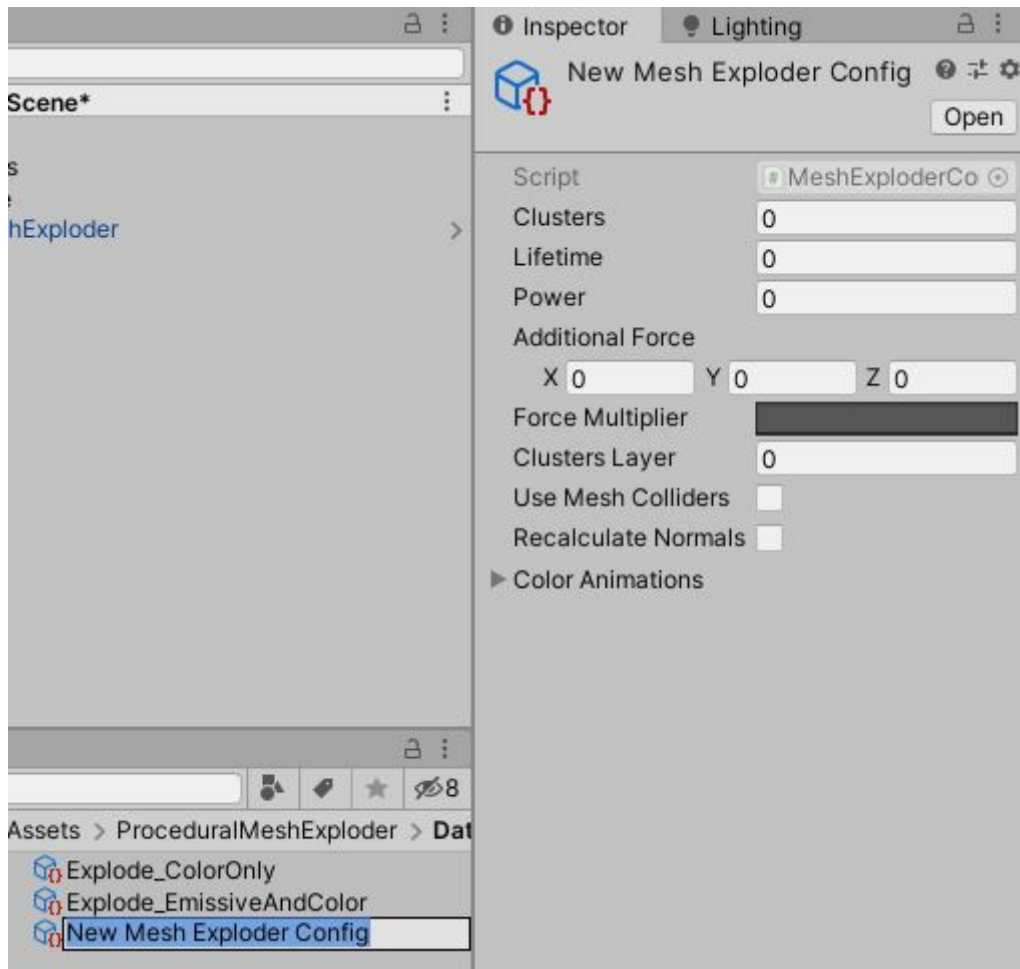 Inspector Lighting
New Mesh Exploder Config
Open
Scene*
s
hExploder
Script # MeshExploderCo
Clusters 0
Lifetime 0
Power 0
Additional Force
X 0 Y 0 Z 0
Force Multiplier
Clusters Layer 0
Use Mesh Colliders
Recalculate Normals
Color Animations
8
Assets > ProceduralMeshExploder > Dat
Explode_ColorOnly
Explode_EmissiveAndColor
New Mesh Exploder Config